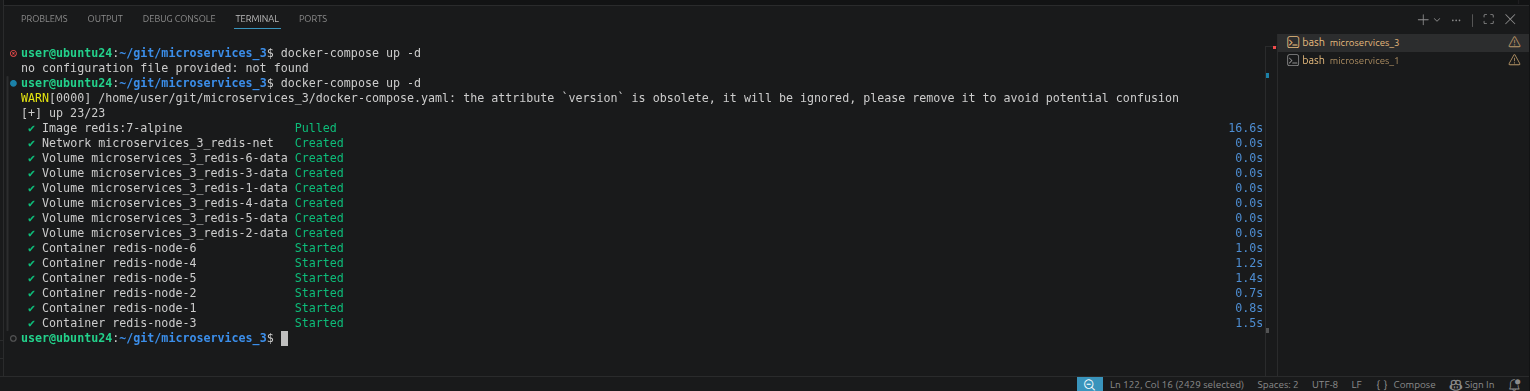 PROBLEMS OUTPUT DEBUG CONSOLE TERMINAL PORTS
user@ubuntu24:~/git/microservices_3$ docker-compose up -d
no configuration file provided: not found
user@ubuntu24:~/git/microservices_3$ docker-compose up -d
WARN[0000] /home/user/git/microservices_3/docker-compose.yaml: the attribute `version` is obsolete, it will be ignored, please remove it to avoid potential confusion
[+] up 23/23
✔ Image redis:7-alpine Pulled 16.6s
✔ Network microservices_3_redis-net Created 0.0s
✔ Volume microservices_3_redis-6-data Created 0.0s
✔ Volume microservices_3_redis-3-data Created 0.0s
✔ Volume microservices_3_redis-1-data Created 0.0s
✔ Volume microservices_3_redis-4-data Created 0.0s
✔ Volume microservices_3_redis-5-data Created 0.0s
✔ Volume microservices_3_redis-2-data Created 0.0s
✔ Container redis-node-6 Started 1.0s
✔ Container redis-node-4 Started 1.2s
✔ Container redis-node-5 Started 1.4s
✔ Container redis-node-2 Started 0.7s
✔ Container redis-node-1 Started 0.8s
✔ Container redis-node-3 Started 1.5s
user@ubuntu24:~/git/microservices_3$
bash microservices_3
bash microservices_1
Ln 122, Col 16 (2429 selected) Spaces: 2 UTF-8 LF { } Compose Sign In